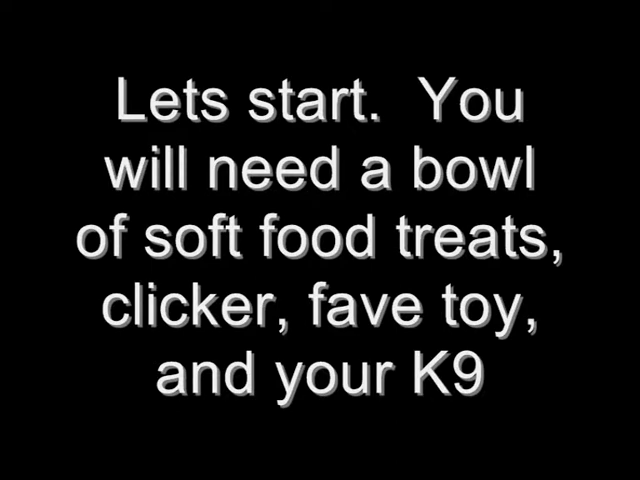 Lets start.  You
will need a bowl
of soft food treats,
clicker, fave toy,
and your K9